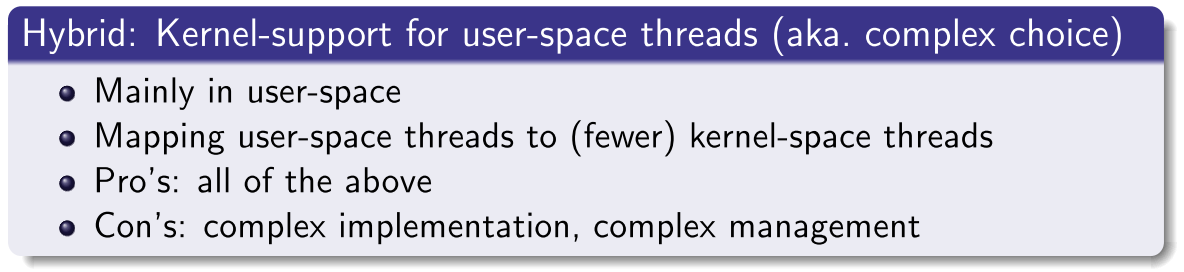 Hybrid: Kernel-support for user-space threads (aka. complex choice)
Mainly in user-space
Mapping user-space threads to (fewer) kernel-space threads
Pro's: all of the above
Con's: complex implementation, complex management